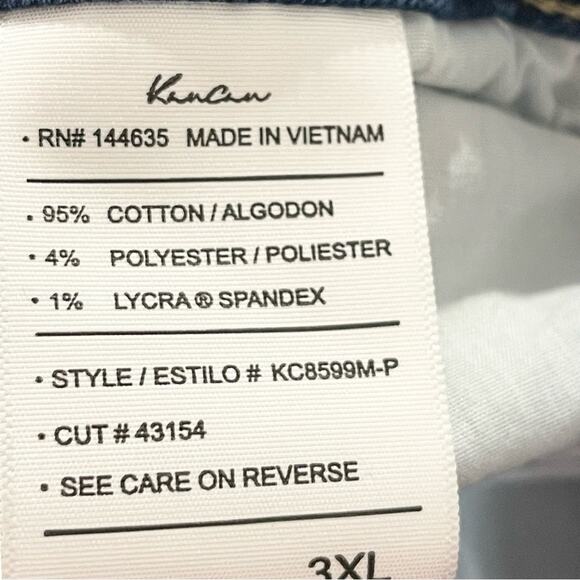 KanCan
• RN# 144635 MADE IN VIETNAM
• 95% COTTON / ALGODON
• 4% POLYESTER / POLIESTER
• 1% LYCRA ® SPANDEX
• STYLE / ESTILO # KC8599M-P
• CUT # 43154
• SEE CARE ON REVERSE
3XL